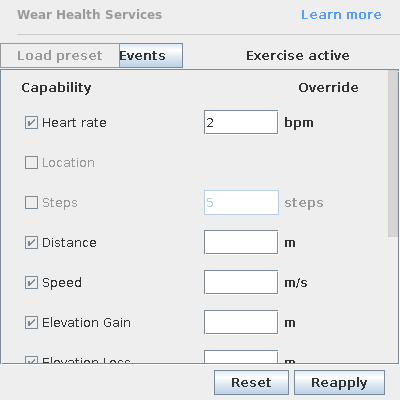 Wear Health Services Learn more
Load preset Events Exercise active
Capability Override
Heart rate 2 bpm
Location
Steps 5 steps
Distance m
Speed m/s
Elevation Gain m
Elevation Loss m
Reset Reapply